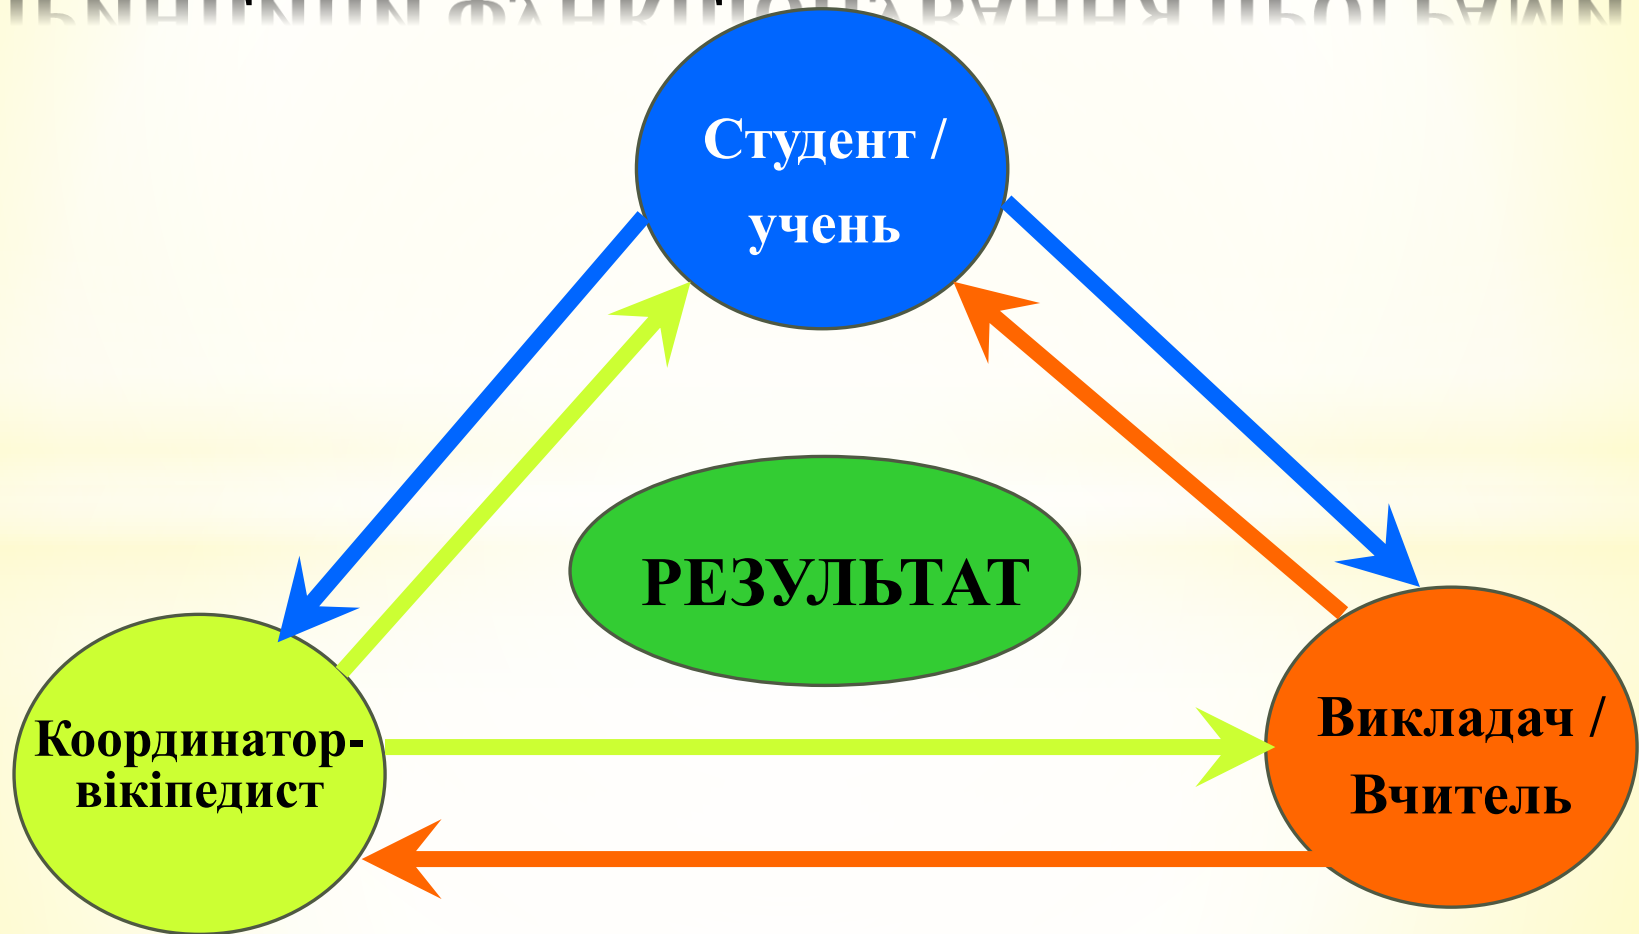 Студент /
учень
РЕЗУЛЬТАТ
Координатор-
вікіпедист
Викладач /
Вчитель